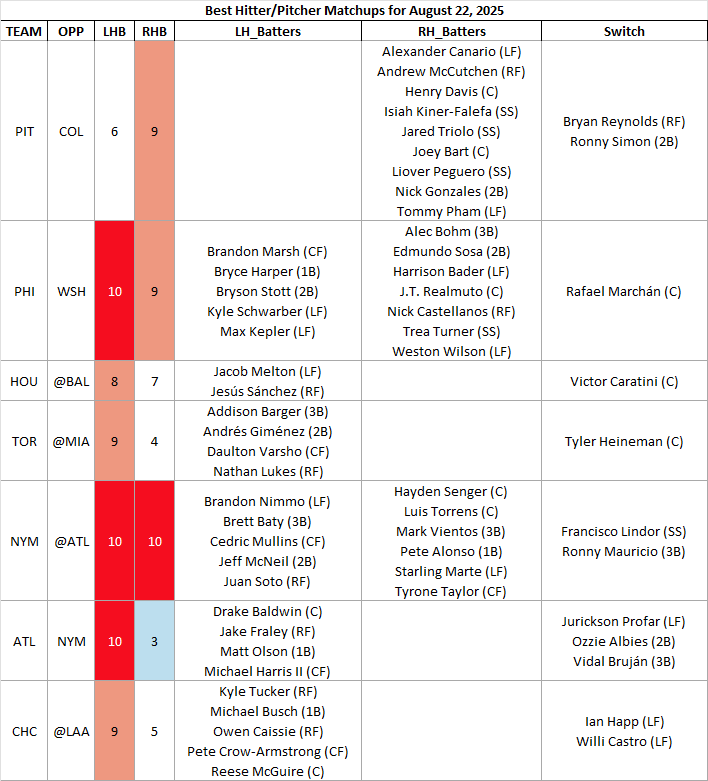 Best Hitter/Pitcher Matchups for August 22, 2025
TEAM OPP LHB RHB LH_Batters RH_Batters Switch
PIT COL 6 9
Alexander Canario (LF)
Andrew McCutchen (RF)
Henry Davis (C)
Isiah Kiner-Falefa (SS)
Jared Triolo (SS)
Joey Bart (C)
Liover Peguero (SS)
Nick Gonzales (2B)
Tommy Pham (LF)
Bryan Reynolds (RF)
Ronny Simon (2B)
PHI WSH 10 9
Brandon Marsh (CF)
Bryce Harper (1B)
Bryson Stott (2B)
Kyle Schwarber (LF)
Max Kepler (LF)
Alec Bohm (3B)
Edmundo Sosa (2B)
Harrison Bader (LF)
J.T. Realmuto (C)
Nick Castellanos (RF)
Trea Turner (SS)
Weston Wilson (LF)
Rafael Marchán (C)
HOU @BAL 8 7
Jacob Melton (LF)
Jesús Sánchez (RF)
Victor Caratini (C)
TOR @MIA 9 4
Addison Barger (3B)
Andrés Giménez (2B)
Daulton Varsho (CF)
Nathan Lukes (RF)
Tyler Heineman (C)
NYM @ATL 10 10
Brandon Nimmo (LF)
Brett Baty (3B)
Cedric Mullins (CF)
Jeff McNeil (2B)
Juan Soto (RF)
Hayden Senger (C)
Luis Torrens (C)
Mark Vientos (3B)
Pete Alonso (1B)
Starling Marte (LF)
Tyrone Taylor (CF)
Francisco Lindor (SS)
Ronny Mauricio (3B)
ATL NYM 10 3
Drake Baldwin (C)
Jake Fraley (RF)
Matt Olson (1B)
Michael Harris II (CF)
Jurickson Profar (LF)
Ozzie Albies (2B)
Vidal Bruján (3B)
CHC @LAA 9 5
Kyle Tucker (RF)
Michael Busch (1B)
Owen Caissie (RF)
Pete Crow-Armstrong (CF)
Reese McGuire (C)
Ian Happ (LF)
Willi Castro (LF)